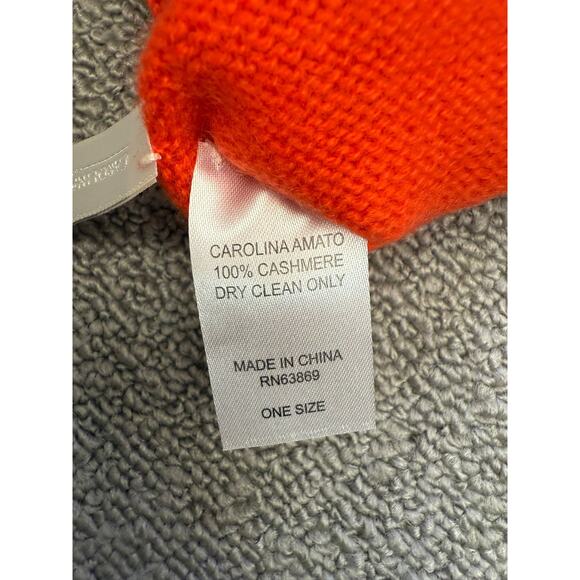 CAROLINA AMATO
100% CASHMERE
DRY CLEAN ONLY
MADE IN CHINA
RN63869
ONE SIZE